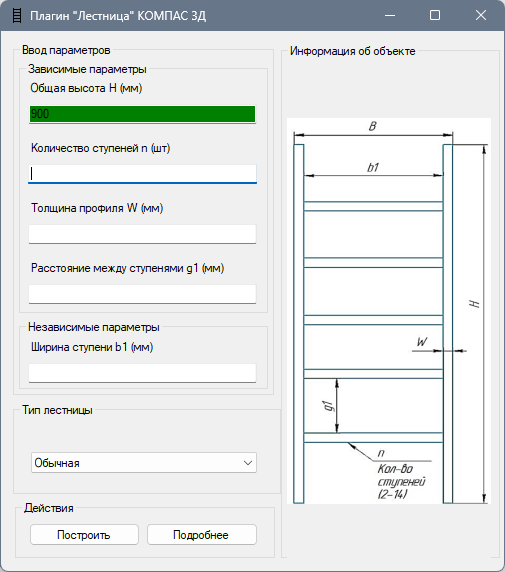 Плагин "Лестница" КОМПАС 3Д
Ввод параметров
Зависимые параметры
Общая высота H (мм)
900
Количество ступеней n (шт)
Толщина профиля W (мм)
Расстояние между ступенями g1 (мм)
Независимые параметры
Ширина ступени b1 (мм)
Тип лестницы
Обычная
Действия
Построить
Подробнее
Информация об объекте
B
b1
H
W
g1
n
Кол-во
ступеней
(2-14)